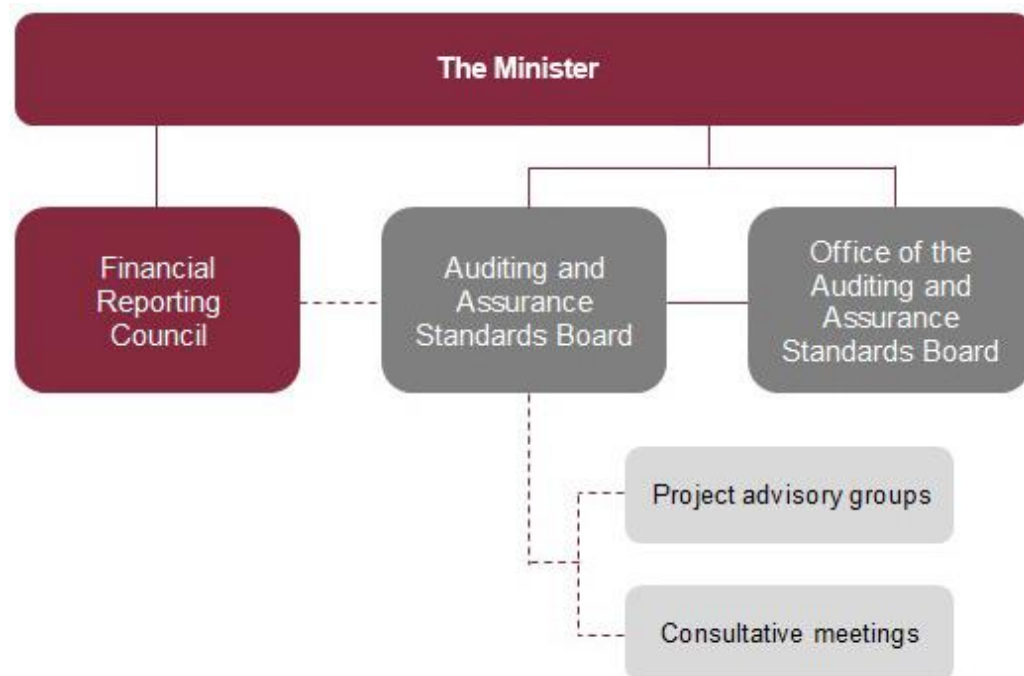 The Minister
Financial
Reporting
Council
Auditing and
Assurance
Standards Board
Office of the
Auditing and
Assurance
Standards Board
Project advisory groups
Consultative meetings